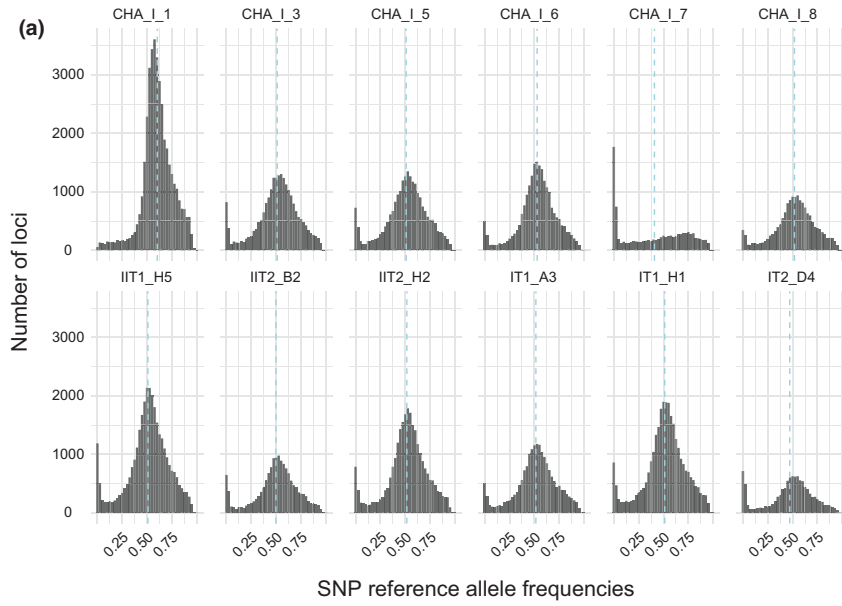 (a)
CHA_I_1 CHA_I_3 CHA_I_5 CHA_I_6 CHA_I_7 CHA_I_8
3000
2000
1000
0
IIT1_H5 IIT2_B2 IIT2_H2 IT1_A3 IT1_H1 IT2_D4
3000
2000
1000
0
0.25 0.50 0.75 0.25 0.50 0.75 0.25 0.50 0.75 0.25 0.50 0.75 0.25 0.50 0.75 0.25 0.50 0.75
Number of loci
SNP reference allele frequencies